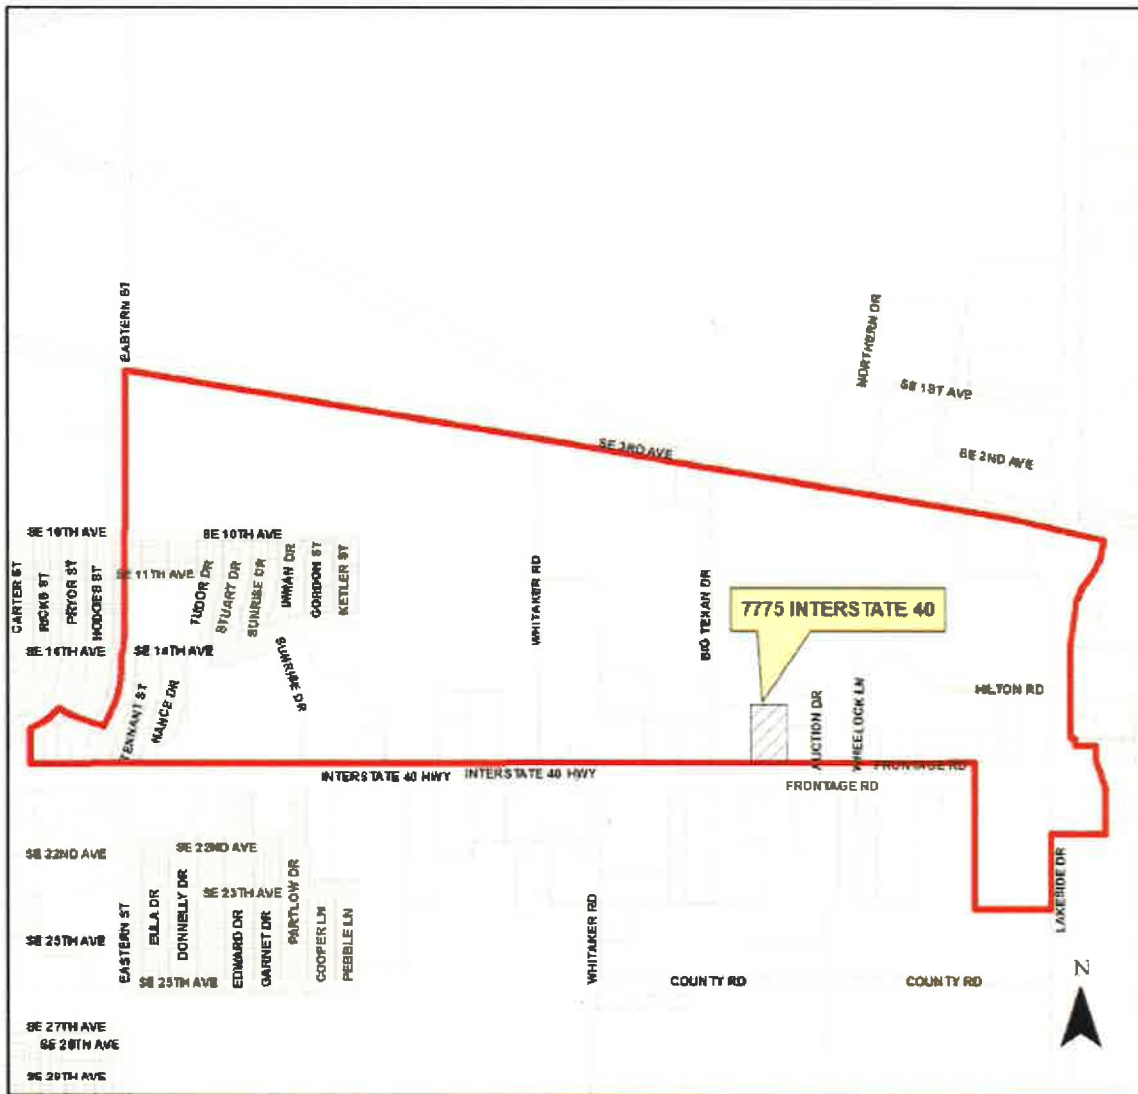 EASTERN ST
NORTHERN DR
SE 1ST AVE
SE 3RD AVE
SE 2ND AVE
SE 10TH AVE
SE 10TH AVE
CARTER ST
RICKS ST
PRYOR ST
HODGES ST
SE 11TH AVE
TUDOR DR
STUART DR
SUNRISE DR
INMAN DR
GORDON ST
KETLER ST
WHITAKER RD
BIG TEXAN DR
7775 INTERSTATE 40
SE 14TH AVE
SE 14TH AVE
SUNRISE DR
TENNANT ST
NANCE DR
HILTON RD
AUCTION DR
WHEELOCK LN
INTERSTATE 40 HWY
INTERSTATE 40 HWY
FRONTAGE RD
FRONTAGE RD
SE 22ND AVE
SE 22ND AVE
SE 23TH AVE
EASTERN ST
EULA DR
DONNELLY DR
EDWARD DR
GARNET DR
PARTLOW DR
COOPER LN
PEBBLE LN
WHITAKER RD
LAKESIDE DR
SE 25TH AVE
SE 25TH AVE
COUNTY RD
COUNTY RD
N
SE 27TH AVE
SE 28TH AVE
SE 29TH AVE